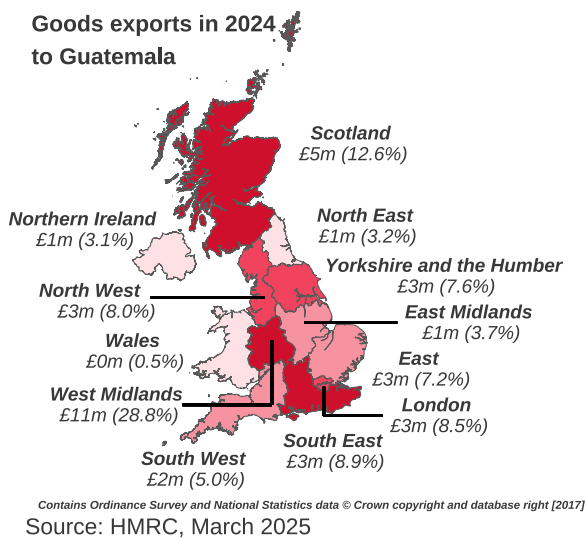 Goods exports in 2024
to Guatemala
Scotland
£5m (12.6%)
Northern Ireland
£1m (3.1%)
North East
£1m (3.2%)
Yorkshire and the Humber
£3m (7.6%)
North West
£3m (8.0%)
East Midlands
£1m (3.7%)
Wales
£0m (0.5%)
East
£3m (7.2%)
West Midlands
£11m (28.8%)
London
£3m (8.5%)
South East
£3m (8.9%)
South West
£2m (5.0%)
Contains Ordinance Survey and National Statistics data © Crown copyright and database right [2017]
Source: HMRC, March 2025